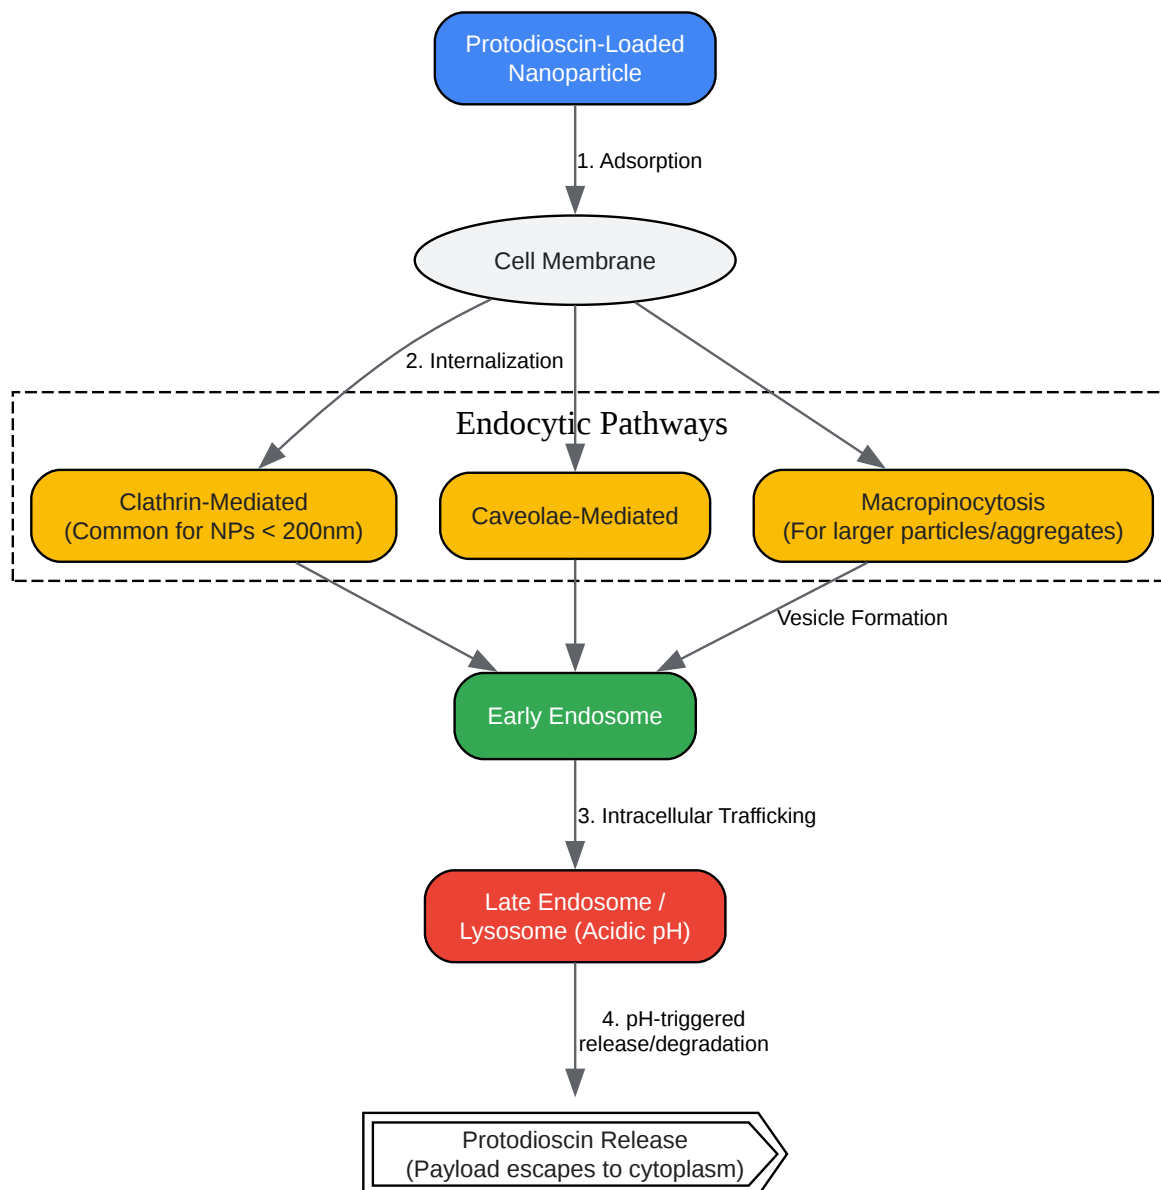 Protodioscin-Loaded
Nanoparticle
1. Adsorption
Cell Membrane
2. Internalization
Endocytic Pathways
Clathrin-Mediated
(Common for NPs < 200nm)
Caveolae-Mediated
Macropinocytosis
(For larger particles/aggregates)
Vesicle Formation
Early Endosome
3. Intracellular Trafficking
Late Endosome /
Lysosome (Acidic pH)
4. pH-triggered
release/degradation
Protodioscin Release
(Payload escapes to cytoplasm)